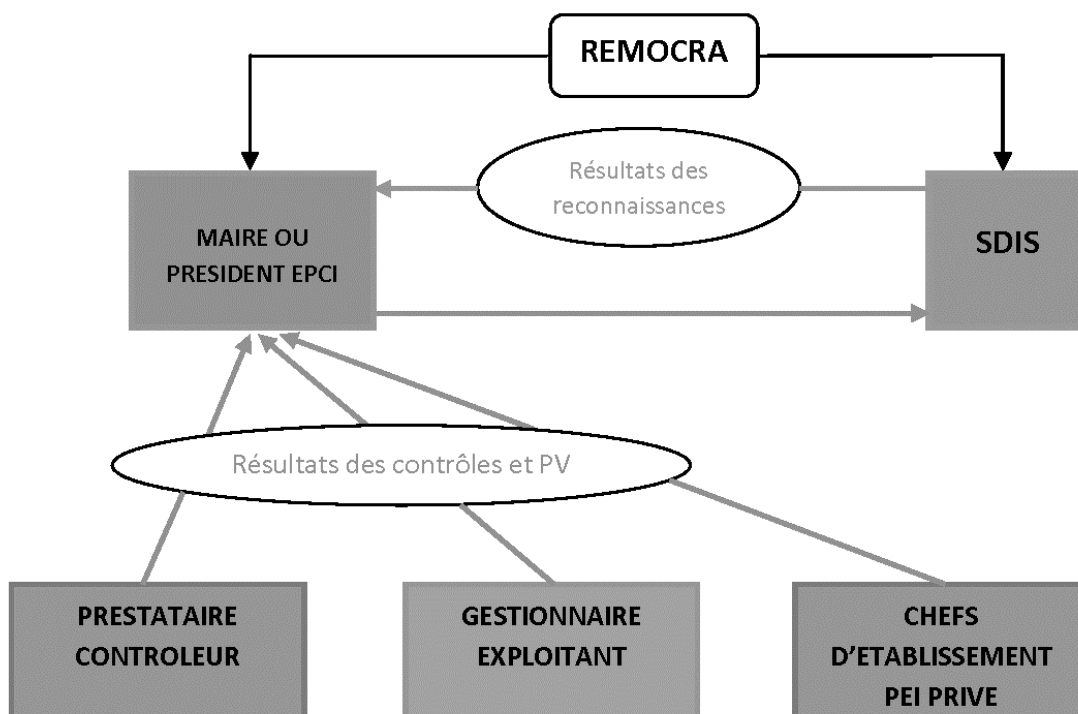 REMOCRA
Résultats des
reconnaissances
MAIRE OU
PRESIDENT EPCI
SDIS
Résultats des contrôles et PV
PRESTATAIRE
CONTROLEUR
GESTIONNAIRE
EXPLOITANT
CHEFS
D'ETABLISSEMENT
PEI PRIVE